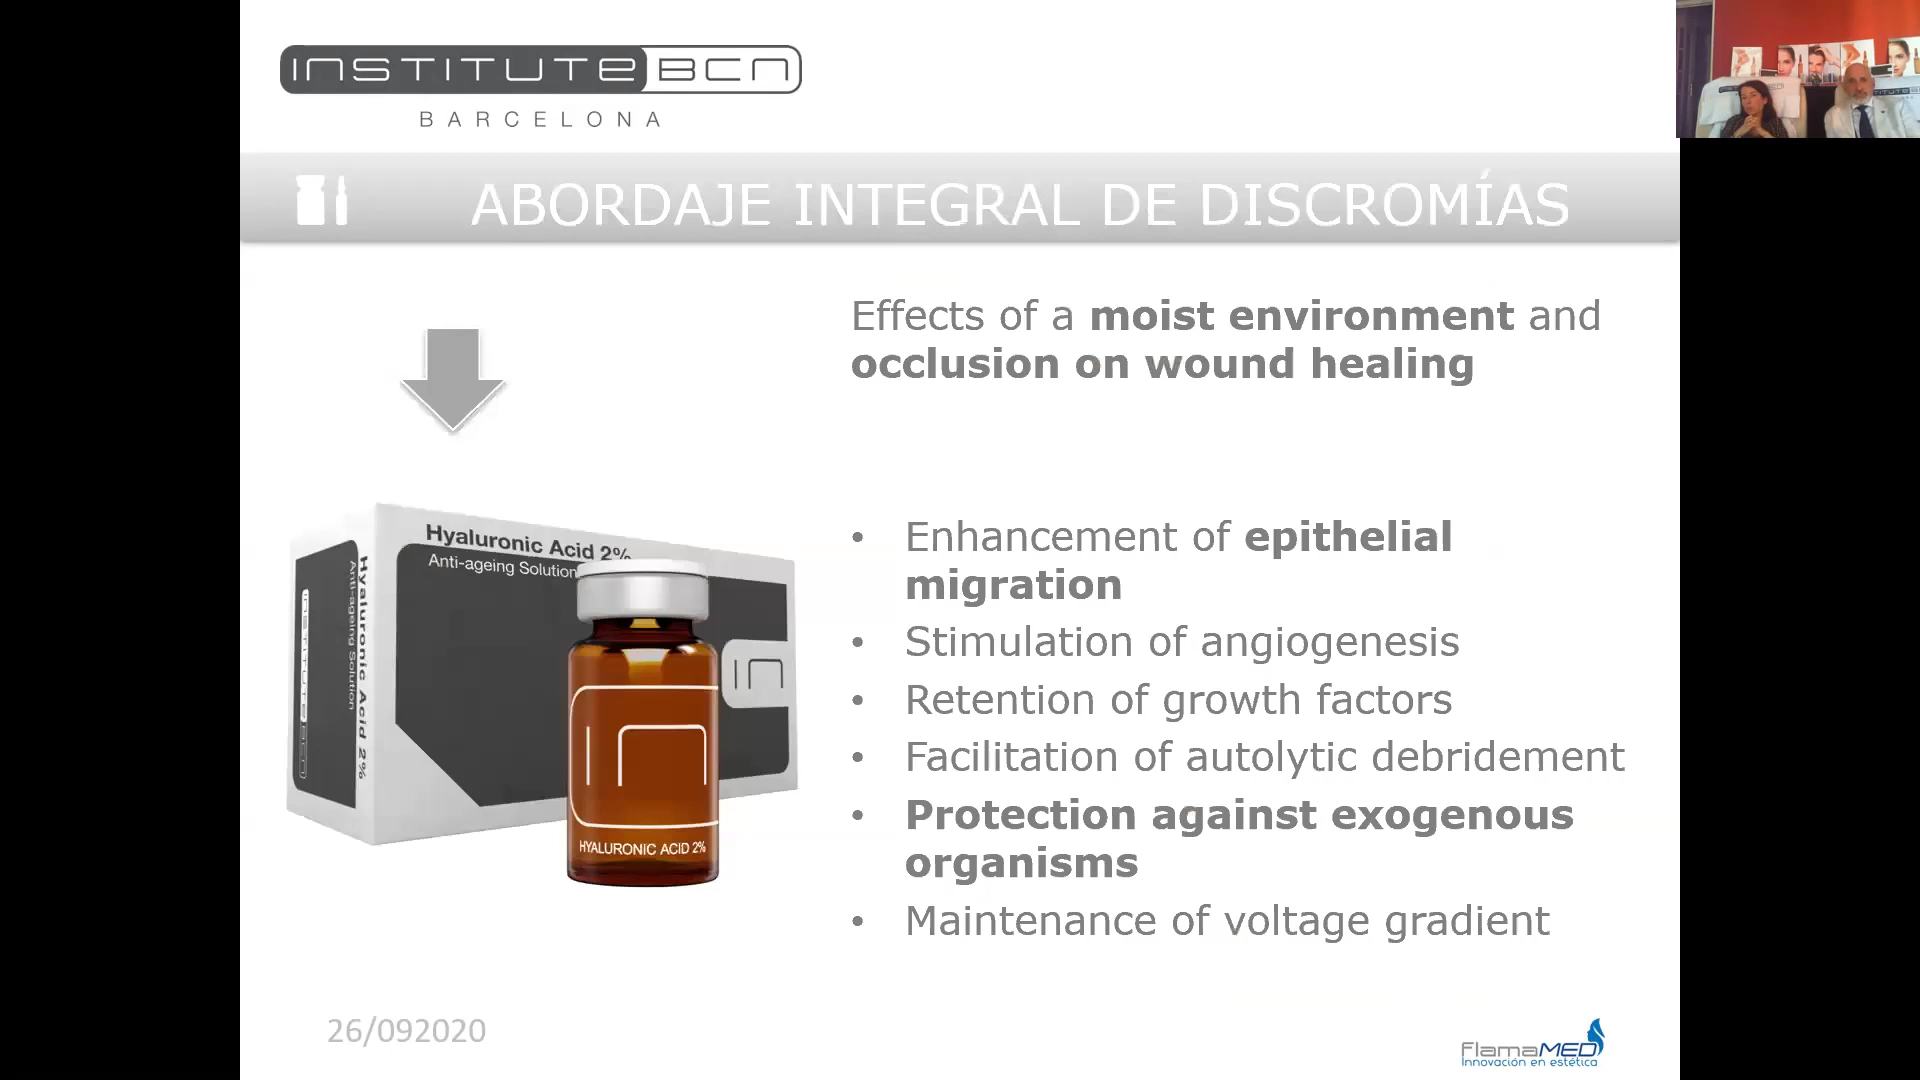 INSTITUTE BCN
BARCELONA
ABORDAJE INTEGRAL DE DISCROMÍAS
Effects of a moist environment and
occlusion on wound healing
Hyaluronic Acid 2%
Anti-ageing Solution
Hyaluronic Acid 2%
Anti-ageing Solution
INSTITUTE BCN
IN
IN
HYALURONIC ACID 2%
• Enhancement of epithelial
migration
• Stimulation of angiogenesis
• Retention of growth factors
• Facilitation of autolytic debridement
• Protection against exogenous
organisms
• Maintenance of voltage gradient
26/092020
FlamaMED
Innovación en estética